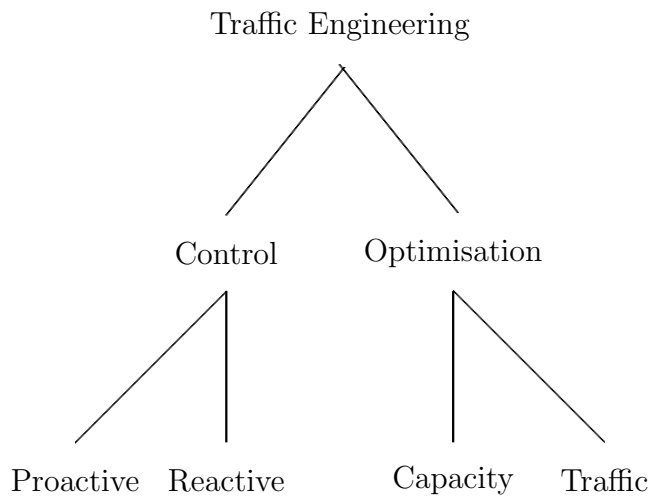 Traffic Engineering
Control
Optimisation
Proactive
Reactive
Capacity
Traffic